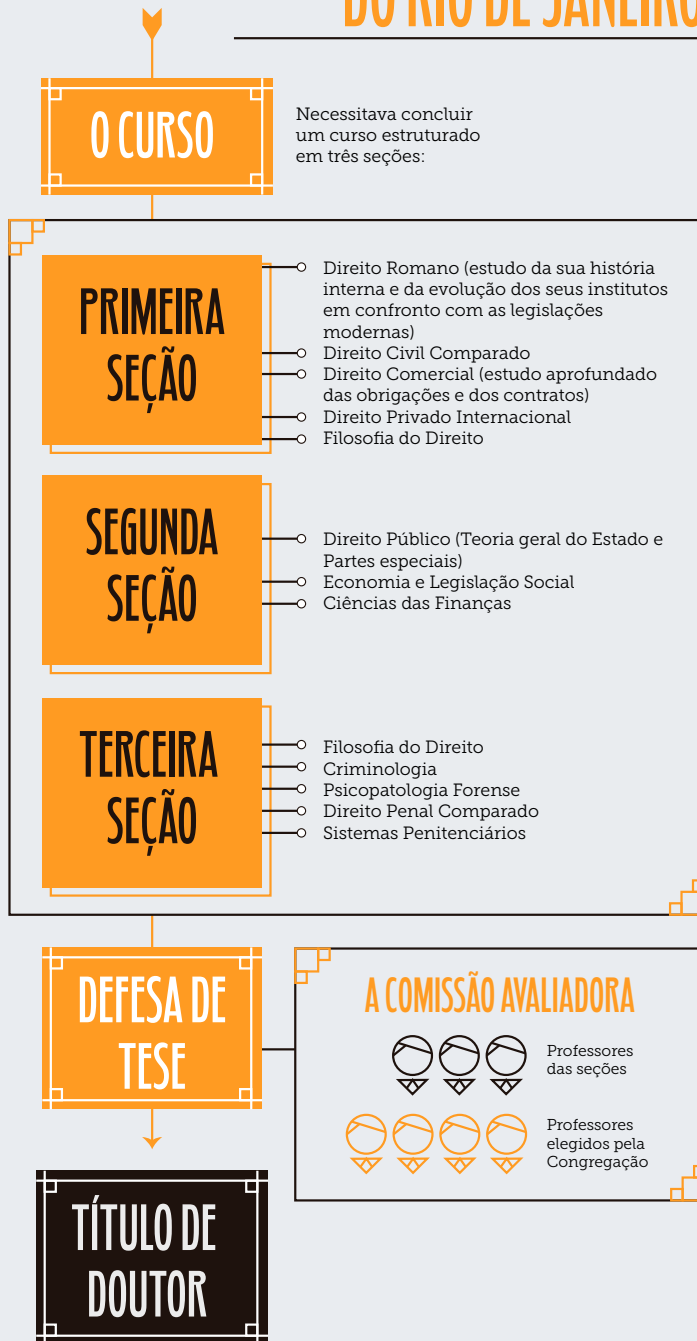 DO RIO DE JANEIRO
O CURSO
Necessitava concluir
um curso estruturado
em três seções:
PRIMEIRA
SEÇÃO
Direito Romano (estudo da sua história
interna e da evolução dos seus institutos
em confronto com as legislações
modernas)
Direito Civil Comparado
Direito Comercial (estudo aprofundado
das obrigações e dos contratos)
Direito Privado Internacional
Filosofia do Direito
SEGUNDA
SEÇÃO
Direito Público (Teoria geral do Estado e
Partes especiais)
Economia e Legislação Social
Ciências das Finanças
TERCEIRA
SEÇÃO
Filosofia do Direito
Criminologia
Psicopatologia Forense
Direito Penal Comparado
Sistemas Penitenciários
DEFESA DE
TESE
A COMISSÃO AVALIADORA
Professores
das seções
Professores
elegidos pela
Congregação
TÍTULO DE
DOUTOR